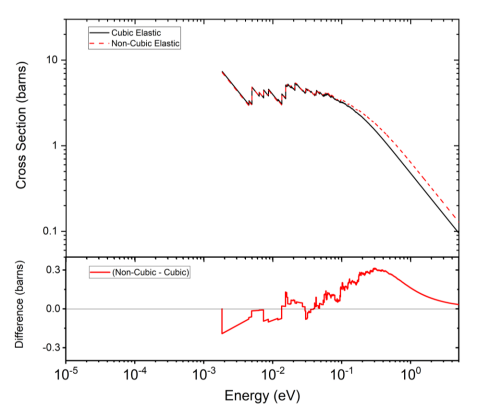 Cubic Elastic
Non-Cubic Elastic
10
1
0.1
Cross Section (barns)
(Non-Cubic - Cubic)
0.3
0.0
-0.3
Difference (barns)
10^-5 10^-4 10^-3 10^-2 10^-1 10^0
Energy (eV)